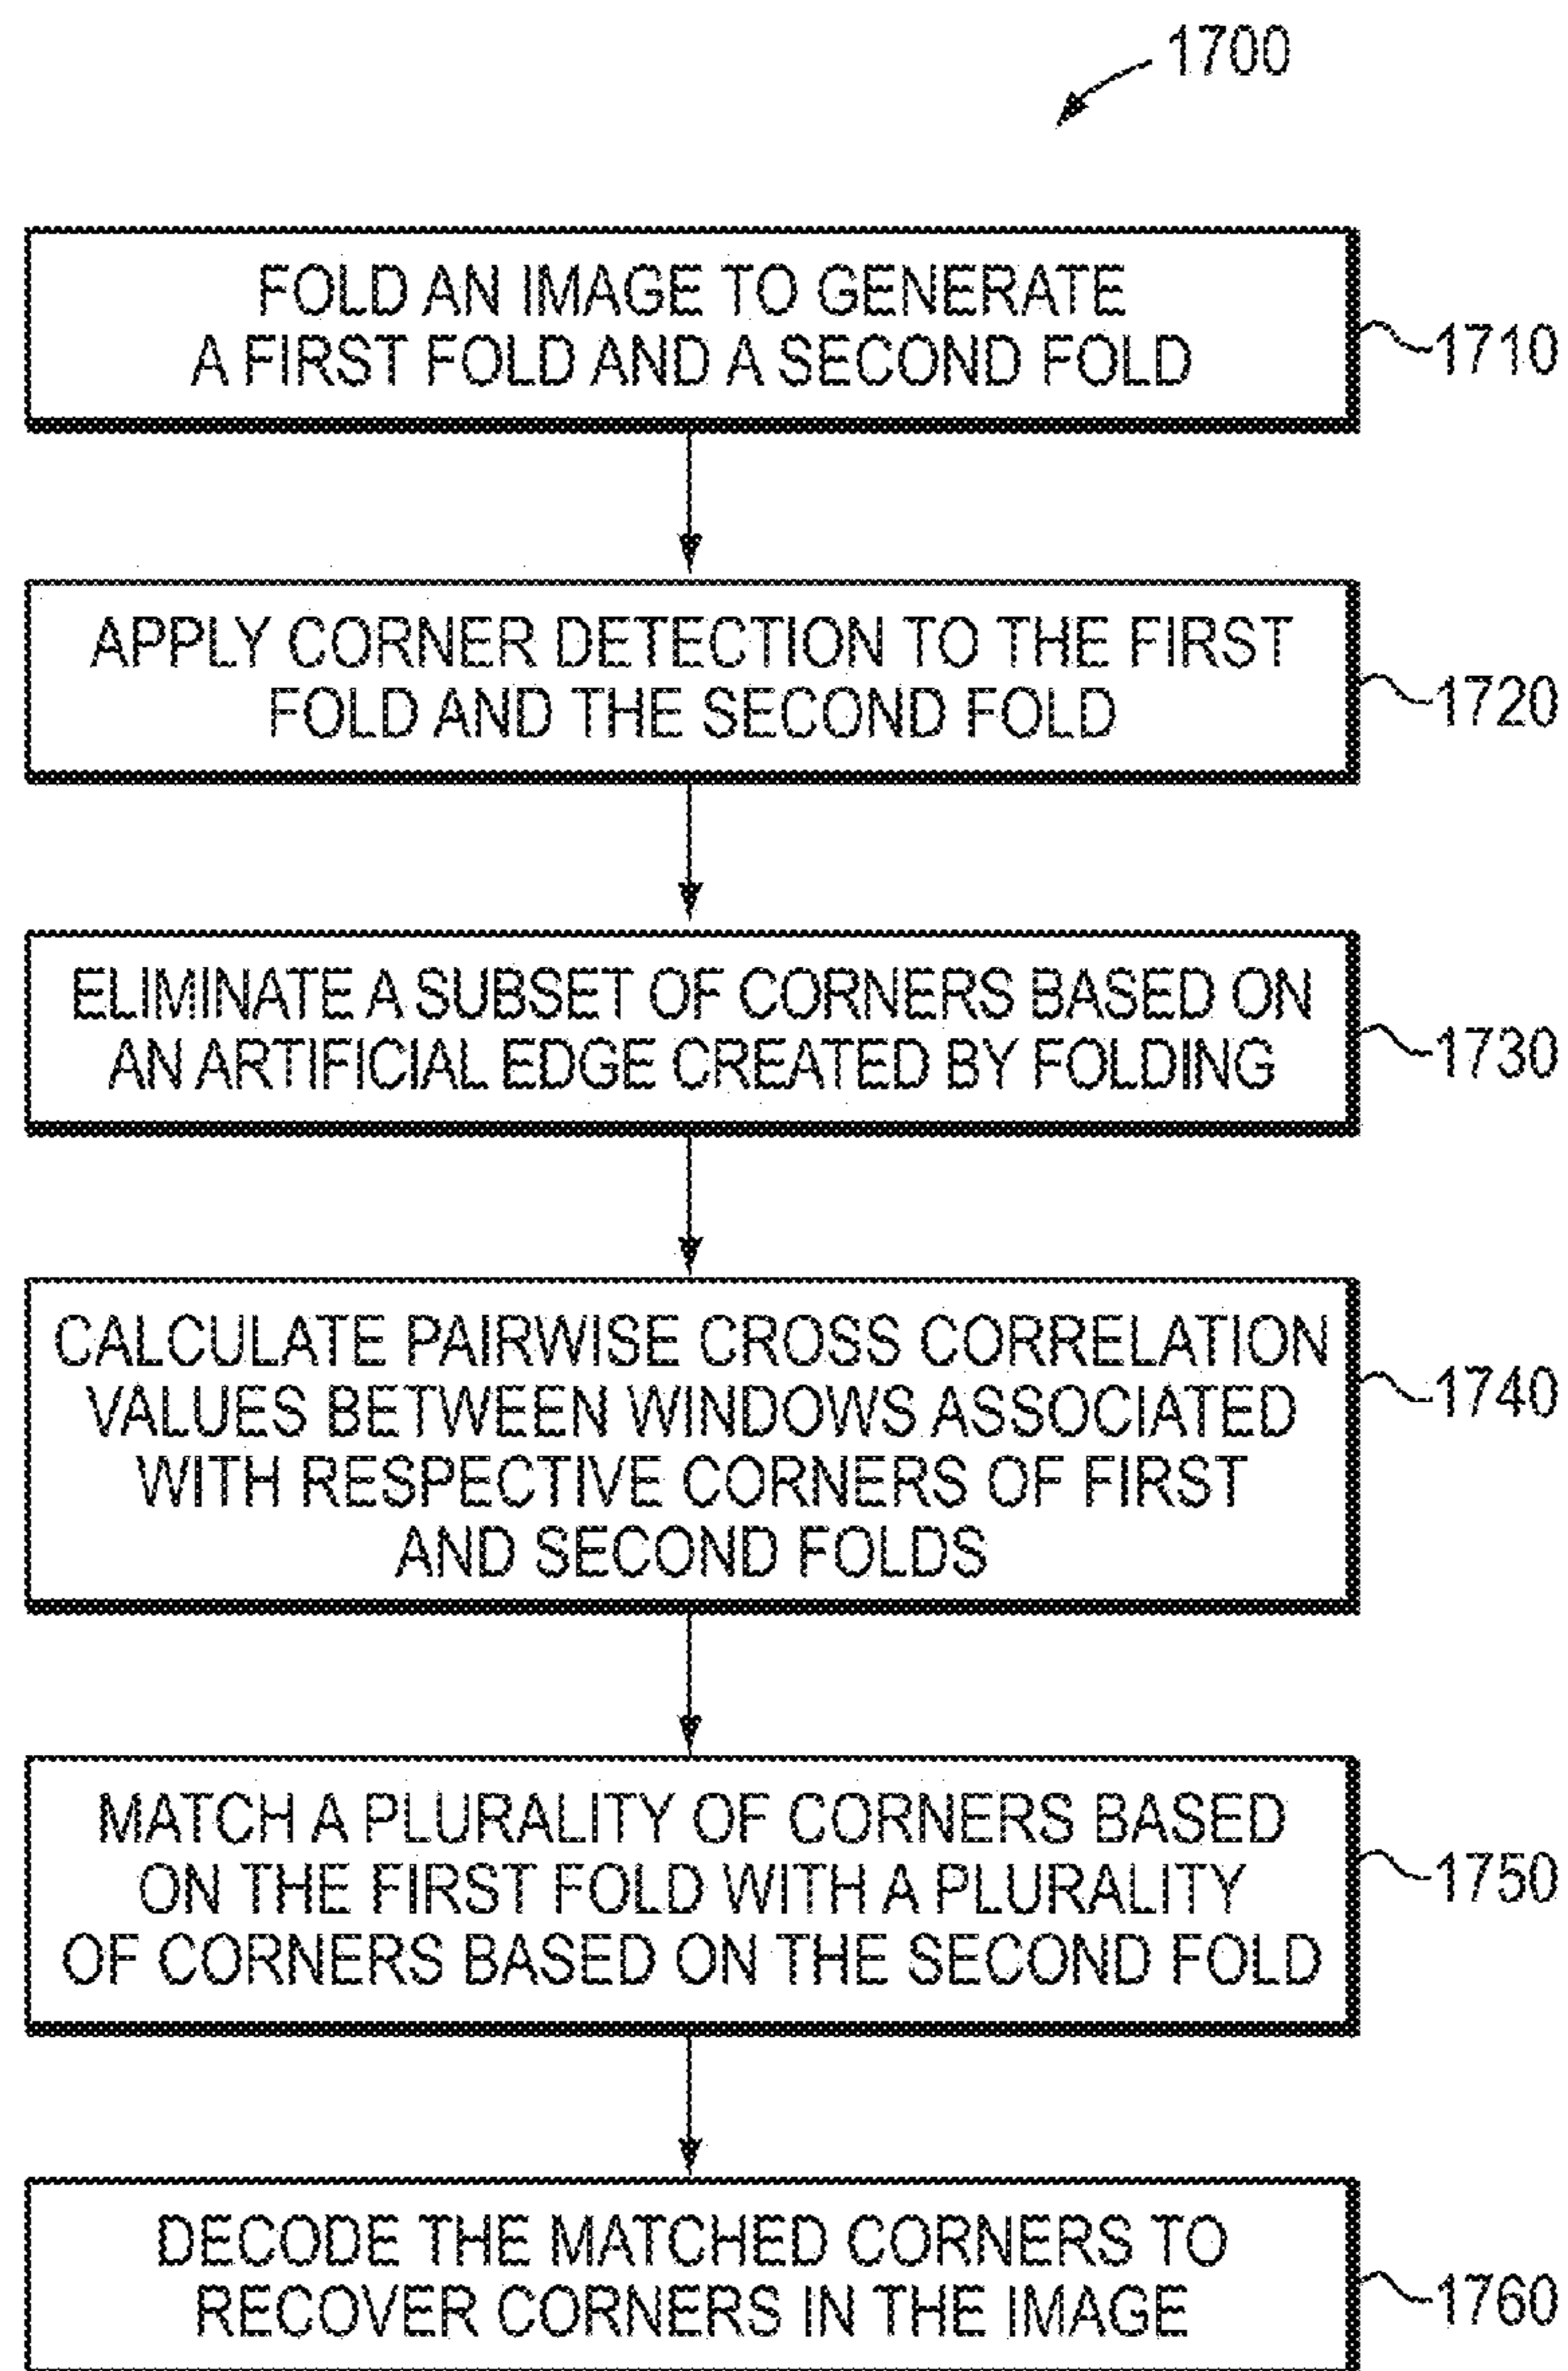 1700
FOLD AN IMAGE TO GENERATE
A FIRST FOLD AND A SECOND FOLD
1710
APPLY CORNER DETECTION TO THE FIRST
FOLD AND THE SECOND FOLD
1720
ELIMINATE A SUBSET OF CORNERS BASED ON
AN ARTIFICIAL EDGE CREATED BY FOLDING
1730
CALCULATE PAIRWISE CROSS CORRELATION
VALUES BETWEEN WINDOWS ASSOCIATED
WITH RESPECTIVE CORNERS OF FIRST
AND SECOND FOLDS
1740
MATCH A PLURALITY OF CORNERS BASED
ON THE FIRST FOLD WITH A PLURALITY
OF CORNERS BASED ON THE SECOND FOLD
1750
DECODE THE MATCHED CORNERS TO
RECOVER CORNERS IN THE IMAGE
1760